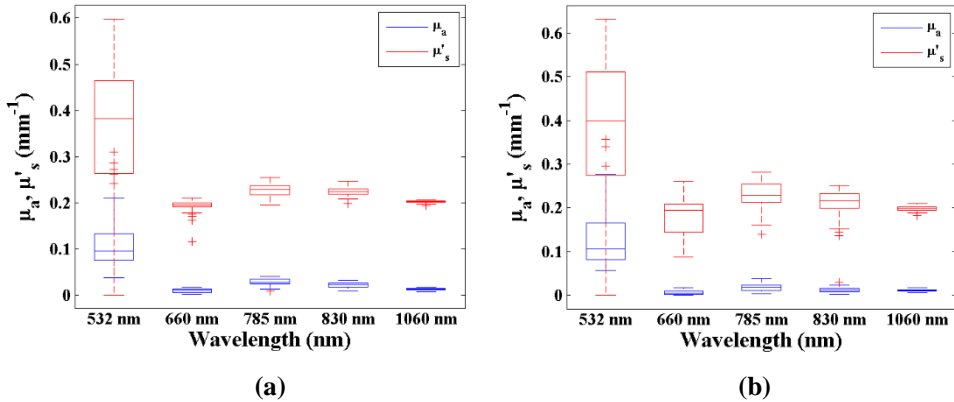 0.6
0.5
0.4
0.3
0.2
0.1
0
μa, μ's (mm-1)
μa
μ's
532 nm 660 nm 785 nm 830 nm 1060 nm
Wavelength (nm)
(a)
0.6
0.5
0.4
0.3
0.2
0.1
0
μa, μ's (mm-1)
μa
μ's
532 nm 660 nm 785 nm 830 nm 1060 nm
Wavelength (nm)
(b)